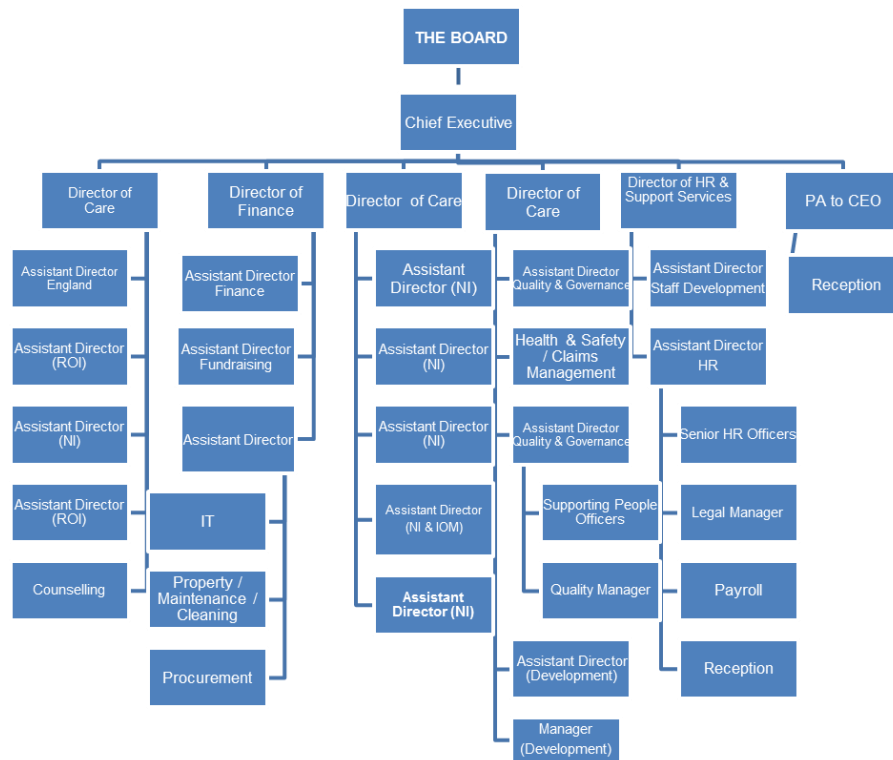 THE BOARD
Chief Executive
Director of
Care
Assistant Director
England
Assistant Director
(ROI)
Assistant Director
(NI)
Assistant Director
(ROI)
Counselling
Director of
Finance
Assistant Director
Finance
Assistant Director
Fundraising
Assistant Director
IT
Property /
Maintenance /
Cleaning
Procurement
Director of Care
Assistant
Director (NI)
Assistant Director
(NI)
Assistant Director
(NI)
Assistant Director
(NI & IOM)
Assistant
Director (NI)
Director of
Care
Assistant Director
Quality & Governance
Health & Safety
/ Claims
Management
Assistant Director
Quality & Governance
Supporting People
Officers
Quality Manager
Assistant Director
(Development)
Manager
(Development)
Director of HR &
Support Services
Assistant Director
Staff Development
Assistant Director
HR
Senior HR Officers
Legal Manager
Payroll
Reception
PA to CEO
Reception